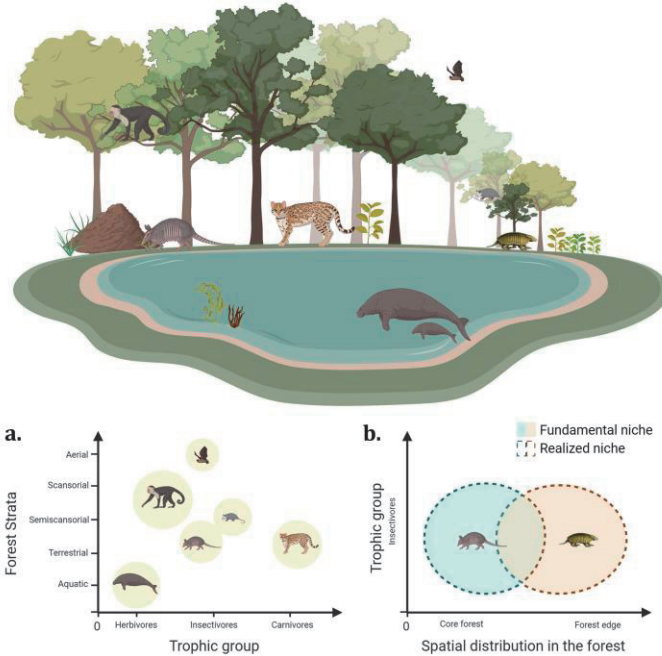 a.
Forest Strata
Aerial
Scansorial
Semiscansorial
Terrestrial
Aquatic
0
Herbivores
Insectivores
Carnivores
Trophic group
b.
Fundamental niche
Realized niche
Trophic group
Insectivores
0
Core forest
Forest edge
Spatial distribution in the forest